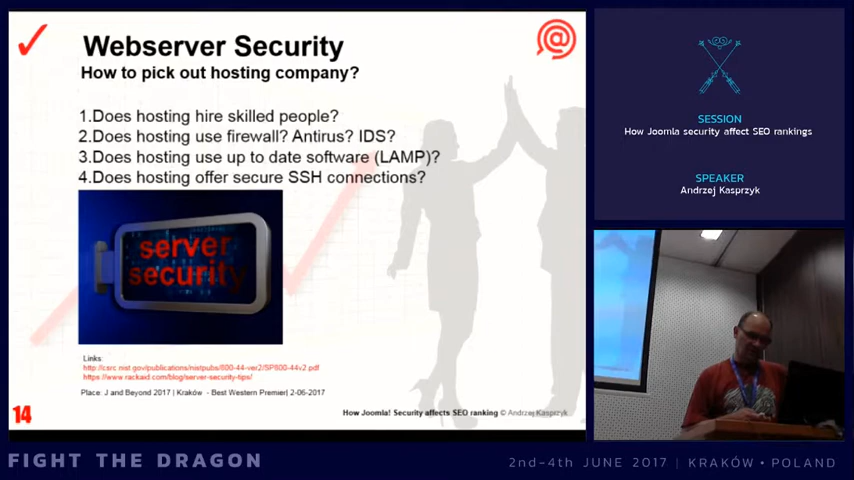 Webserver Security
How to pick out hosting company?
1.Does hosting hire skilled people?
2.Does hosting use firewall? Antirus? IDS?
3.Does hosting use up to date software (LAMP)?
4.Does hosting offer secure SSH connections?
server
security
Links:
http://csrc.nist.gov/publications/nistpubs/800-44-ver2/SP800-44v2.pdf
https://www.rackaid.com/blog/server-security-tips/
Place: J and Beyond 2017 | Kraków - Best Western Premier| 2-06-2017
14
How Joomla! Security affects SEO ranking © Andrzej Kasprzyk
SESSION
How Joomla security affect SEO rankings
SPEAKER
Andrzej Kasprzyk
FIGHT THE DRAGON
2nd-4th JUNE 2017 | KRAKÓW • POLAND